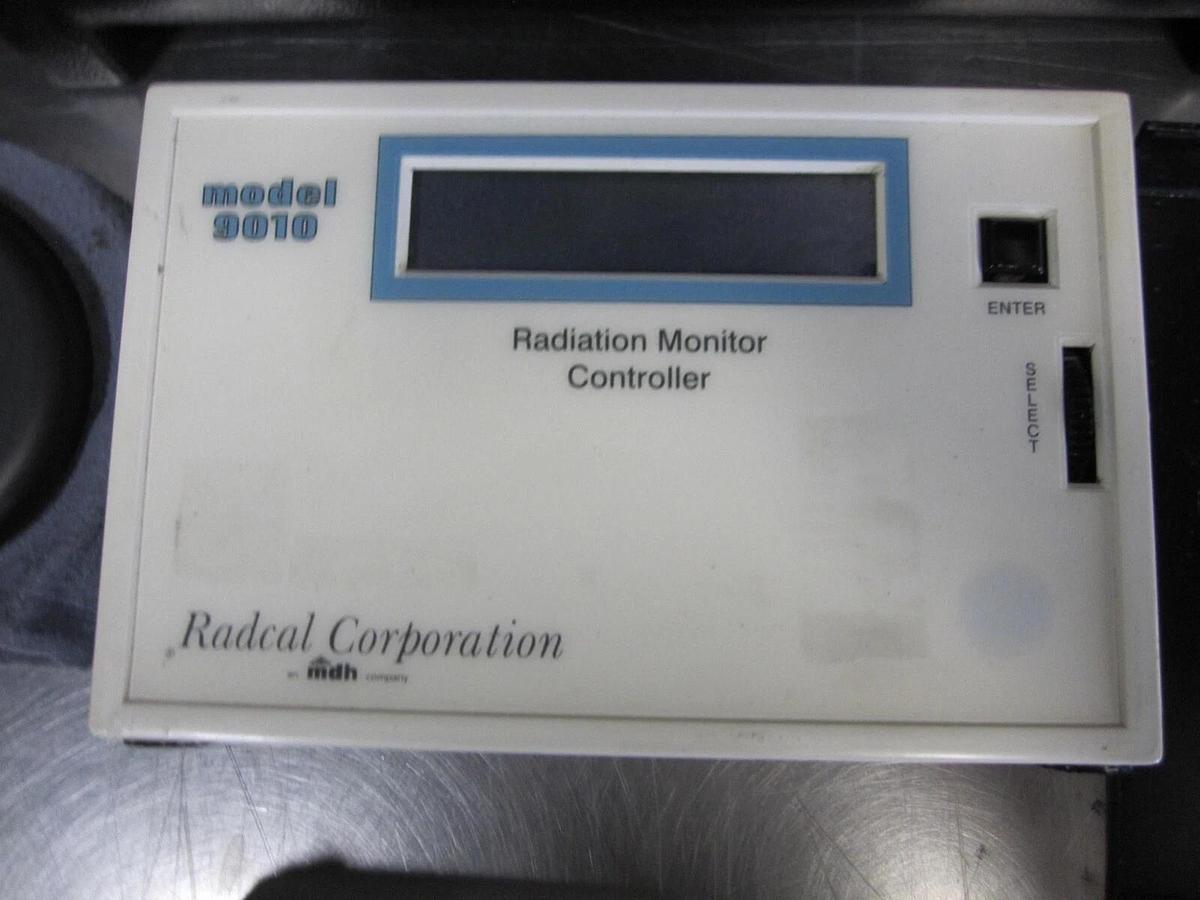 model
9010
Radiation Monitor
Controller
ENTER
SELECT
Radcal Corporation
an mdh company